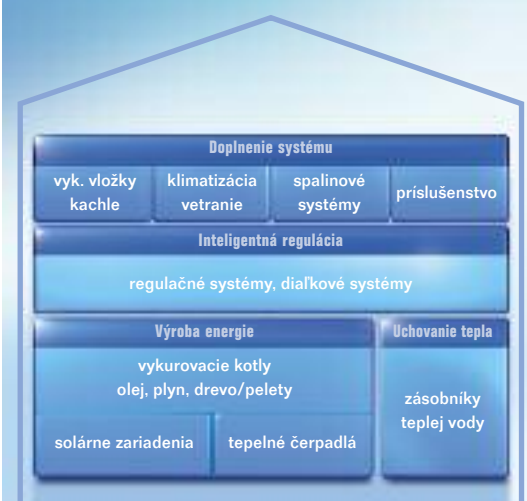 Doplnenie systému
vyk. vložky
kachle
klimatizácia
vetranie
spalinové
systémy
príslušenstvo
Inteligentná regulácia
regulačné systémy, diaľkové systémy
Výroba energie
vykurovacie kotly
olej, plyn, drevo/pelety
solárne zariadenia
tepelné čerpadlá
Uchovanie tepla
zásobníky
teplej vody